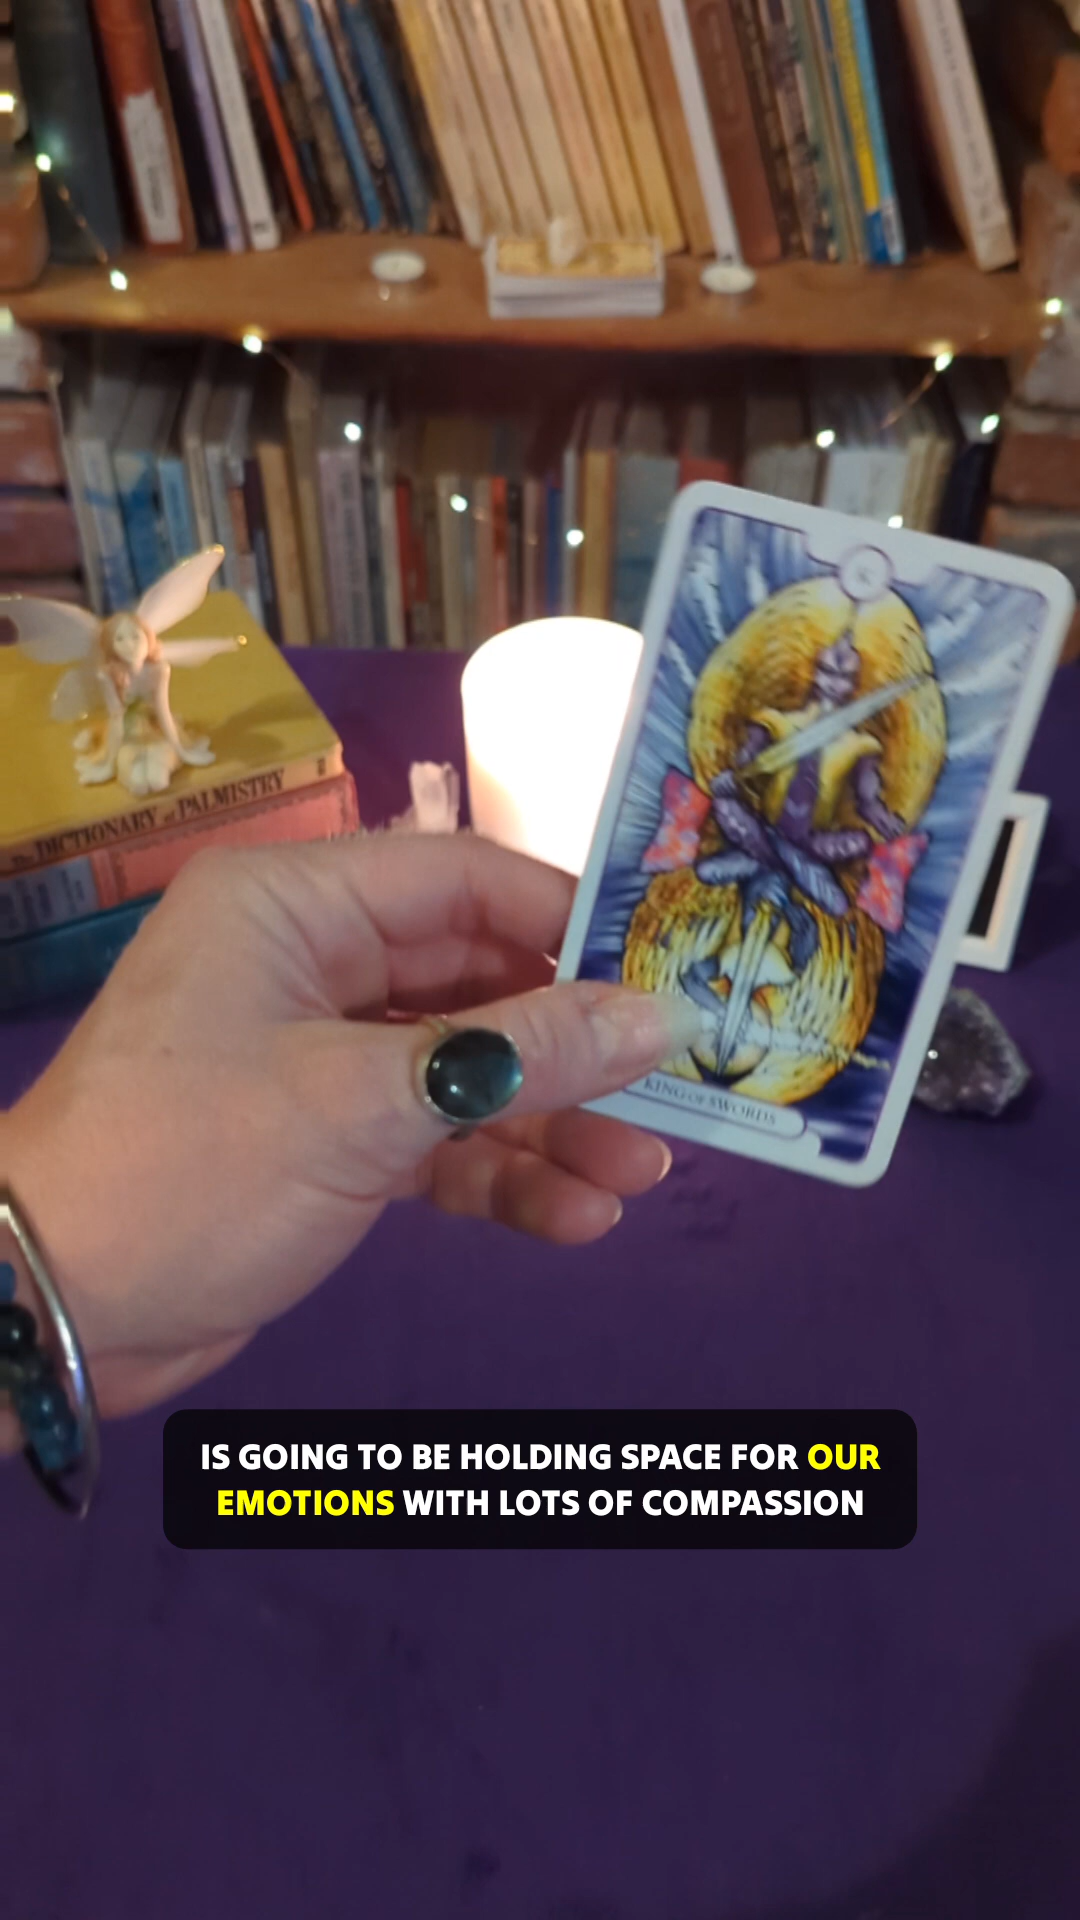 The DICTIONARY of PALMISTRY
K
KING OF SWORDS
IS GOING TO BE HOLDING SPACE FOR OUR
EMOTIONS WITH LOTS OF COMPASSION